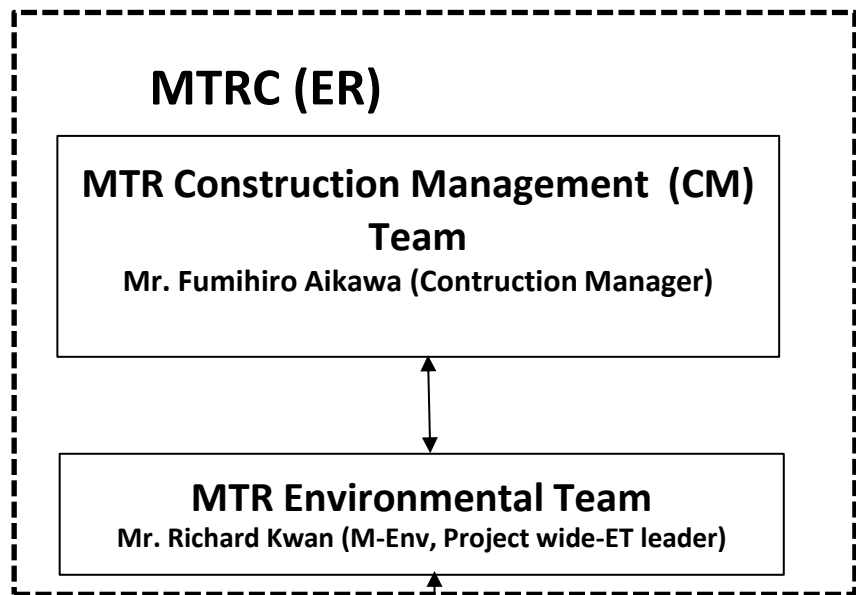 MTRC (ER)
MTR Construction Management (CM)
Team
Mr. Fumihiro Aikawa (Contruction Manager)
MTR Environmental Team
Mr. Richard Kwan (M-Env, Project wide-ET leader)